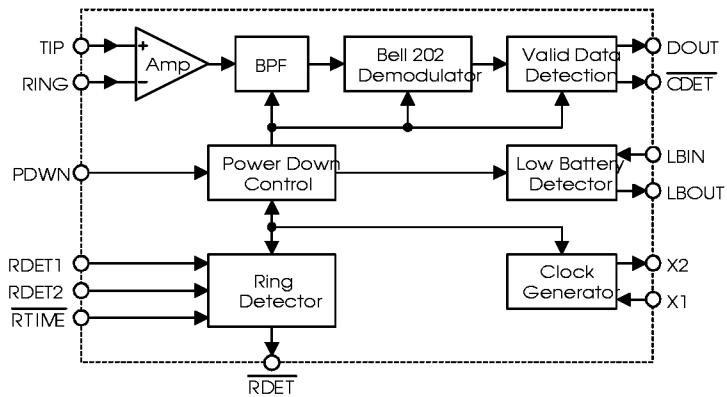 TIP
RING
+
−
Amp
BPF
Bell 202
Demodulator
Valid Data
Detection
DOUT
CDET
PDWN
Power Down
Control
Low Battery
Detector
LBIN
LBOUT
RDET1
RDET2
RTIME
Ring
Detector
Clock
Generator
X2
X1
RDET